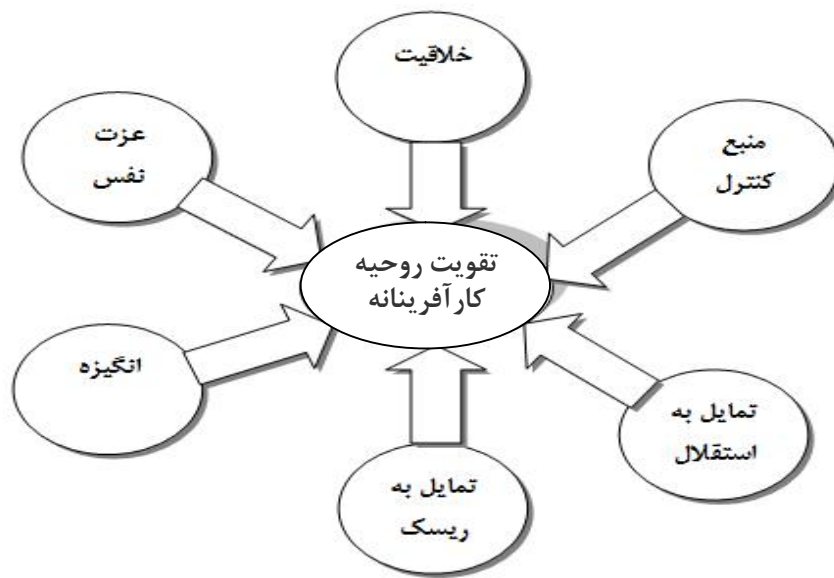 خلاقیت
عزت
نفس
منبع
کنترل
تقویت روحیه
کارآفرینانه
انگیزه
تمایل به
استقلال
تمایل به
ریسک